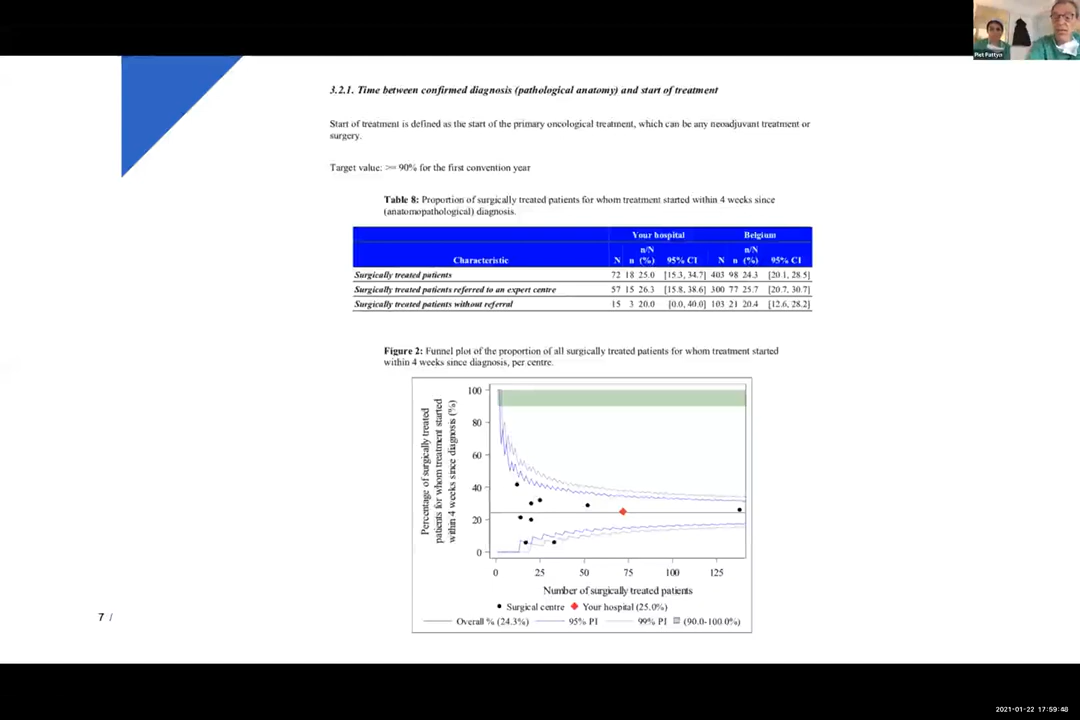 Piet Pattyn
3.2.1. Time between confirmed diagnosis (pathological anatomy) and start of treatment
Start of treatment is defined as the start of the primary oncological treatment, which can be any neoadjuvant treatment or
surgery.
Target value: >= 90% for the first convention year
Table 8: Proportion of surgically treated patients for whom treatment started within 4 weeks since
(anatomopathological) diagnosis.
Your hospital Belgium
n/N n/N
Characteristic N n (%) 95% CI N n (%) 95% CI
Surgically treated patients 72 18 25.0 [15.3, 34.7] 403 98 24.3 [20.1, 28.5]
Surgically treated patients referred to an expert centre 57 15 26.3 [15.8, 38.6] 300 77 25.7 [20.7, 30.7]
Surgically treated patients without referral 15 3 20.0 [0.0, 40.0] 103 21 20.4 [12.6, 28.2]
Figure 2: Funnel plot of the proportion of all surgically treated patients for whom treatment started
within 4 weeks since diagnosis, per centre.
Percentage of surgically treated
patients for whom treatment started
within 4 weeks since diagnosis (%)
100
80
60
40
20
0
0 25 50 75 100 125
Number of surgically treated patients
Surgical centre Your hospital (25.0%)
Overall % (24.3%) 95% PI 99% PI (90.0-100.0%)
7 /
2021-01-22 17:59:48